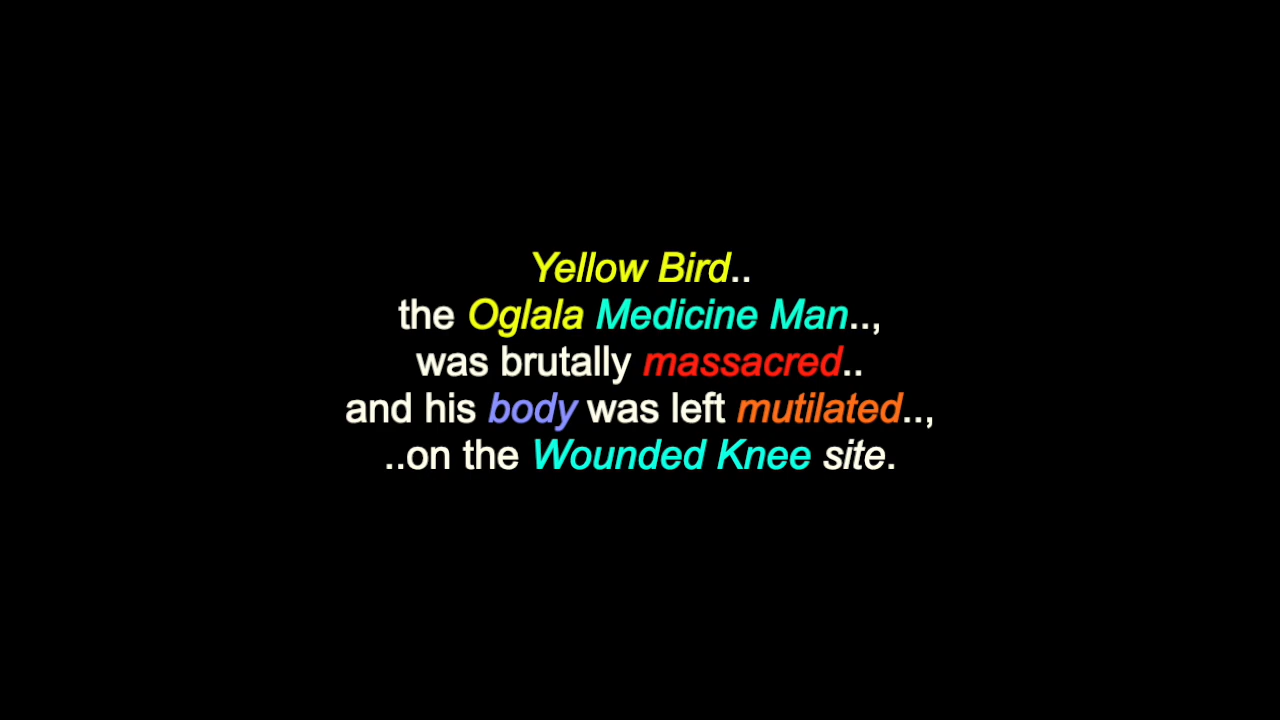 Yellow Bird..
the Oglala Medicine Man..,
was brutally massacred..
and his body was left mutilated..,
..on the Wounded Knee site.